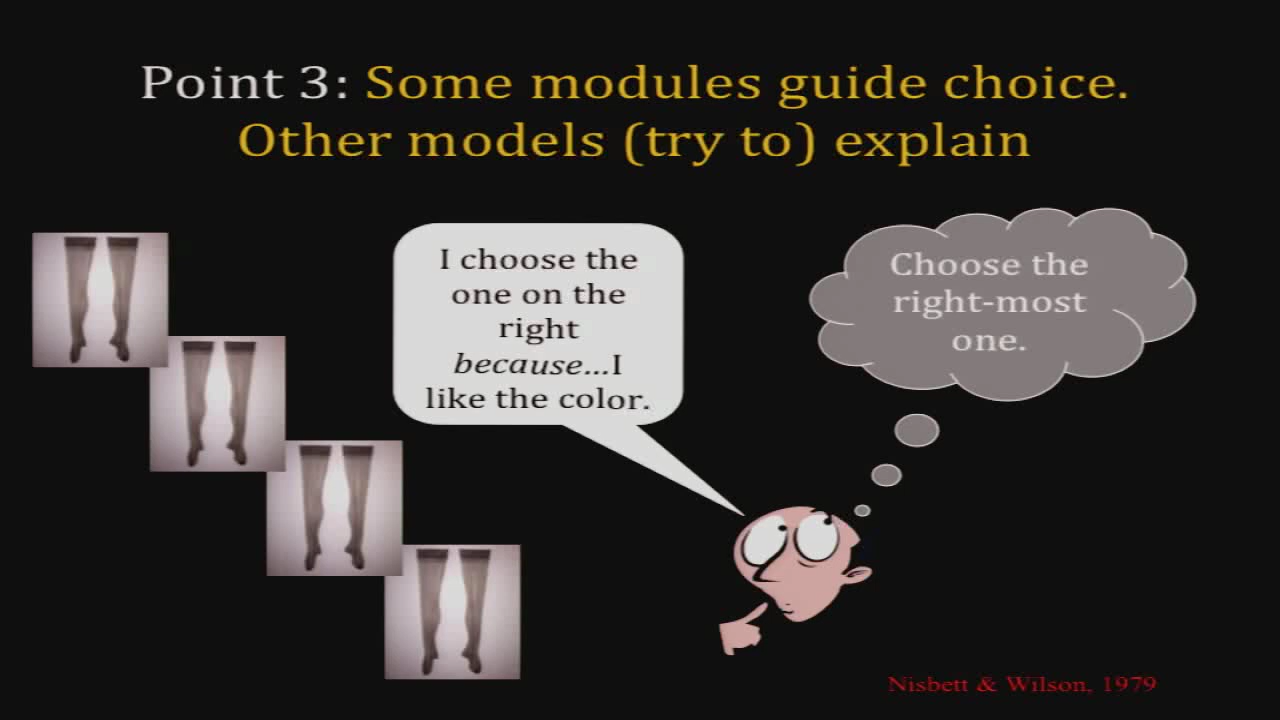 Point 3: Some modules guide choice.
Other models (try to) explain
I choose the
one on the
right
because...I
like the color.
Choose the
right-most
one.
Nisbett & Wilson, 1979